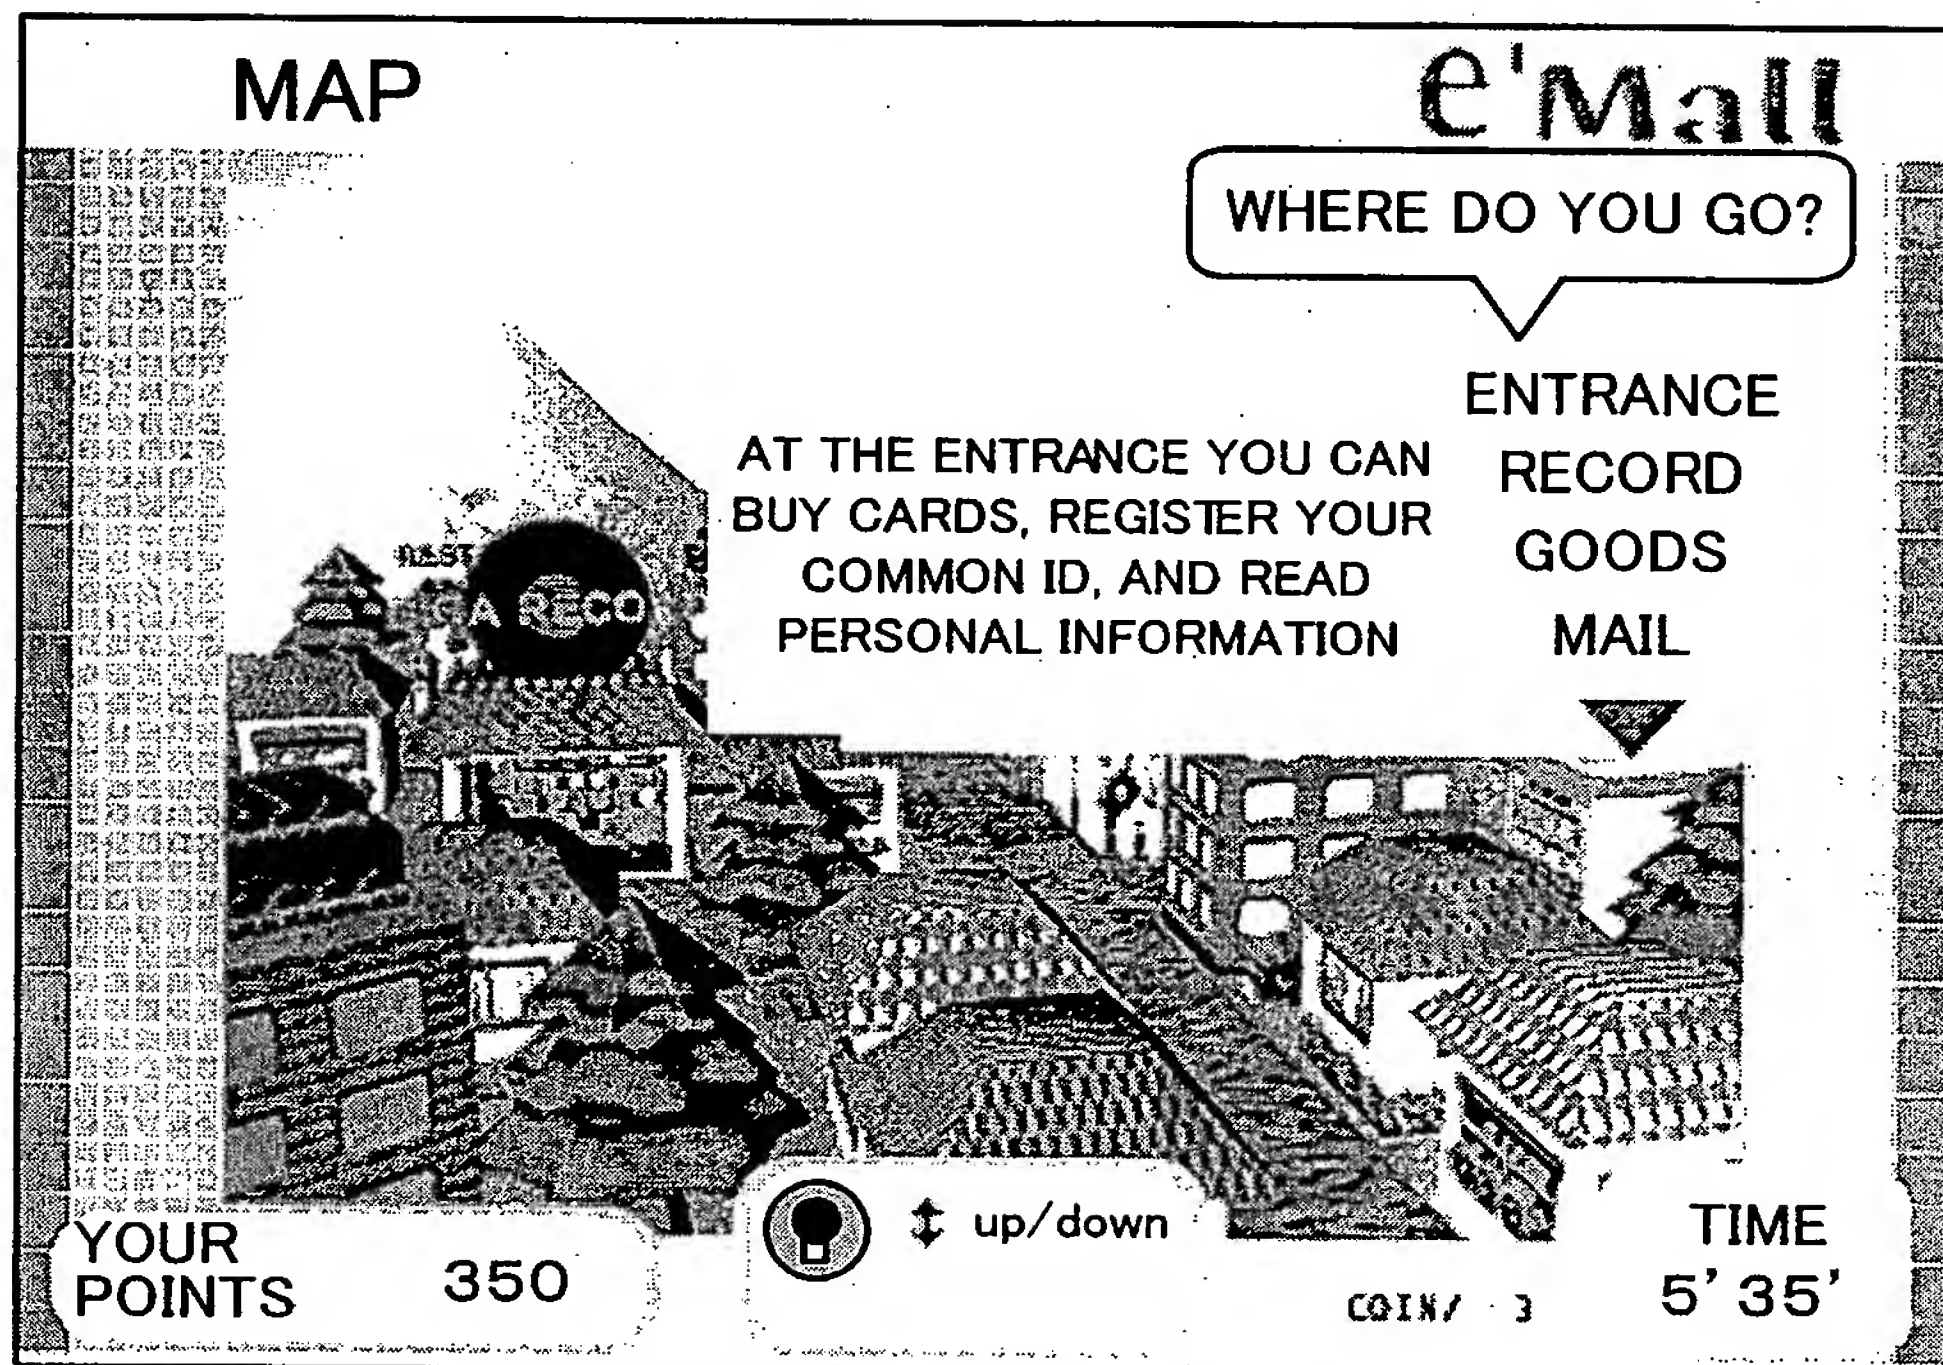 MAP
e'Mall
WHERE DO YOU GO?
ENTRANCE
RECORD
GOODS
MAIL
AT THE ENTRANCE YOU CAN
BUY CARDS, REGISTER YOUR
COMMON ID, AND READ
PERSONAL INFORMATION
A RECO
YOUR
POINTS
350
up/down
COIN/ 3
TIME
5' 35'